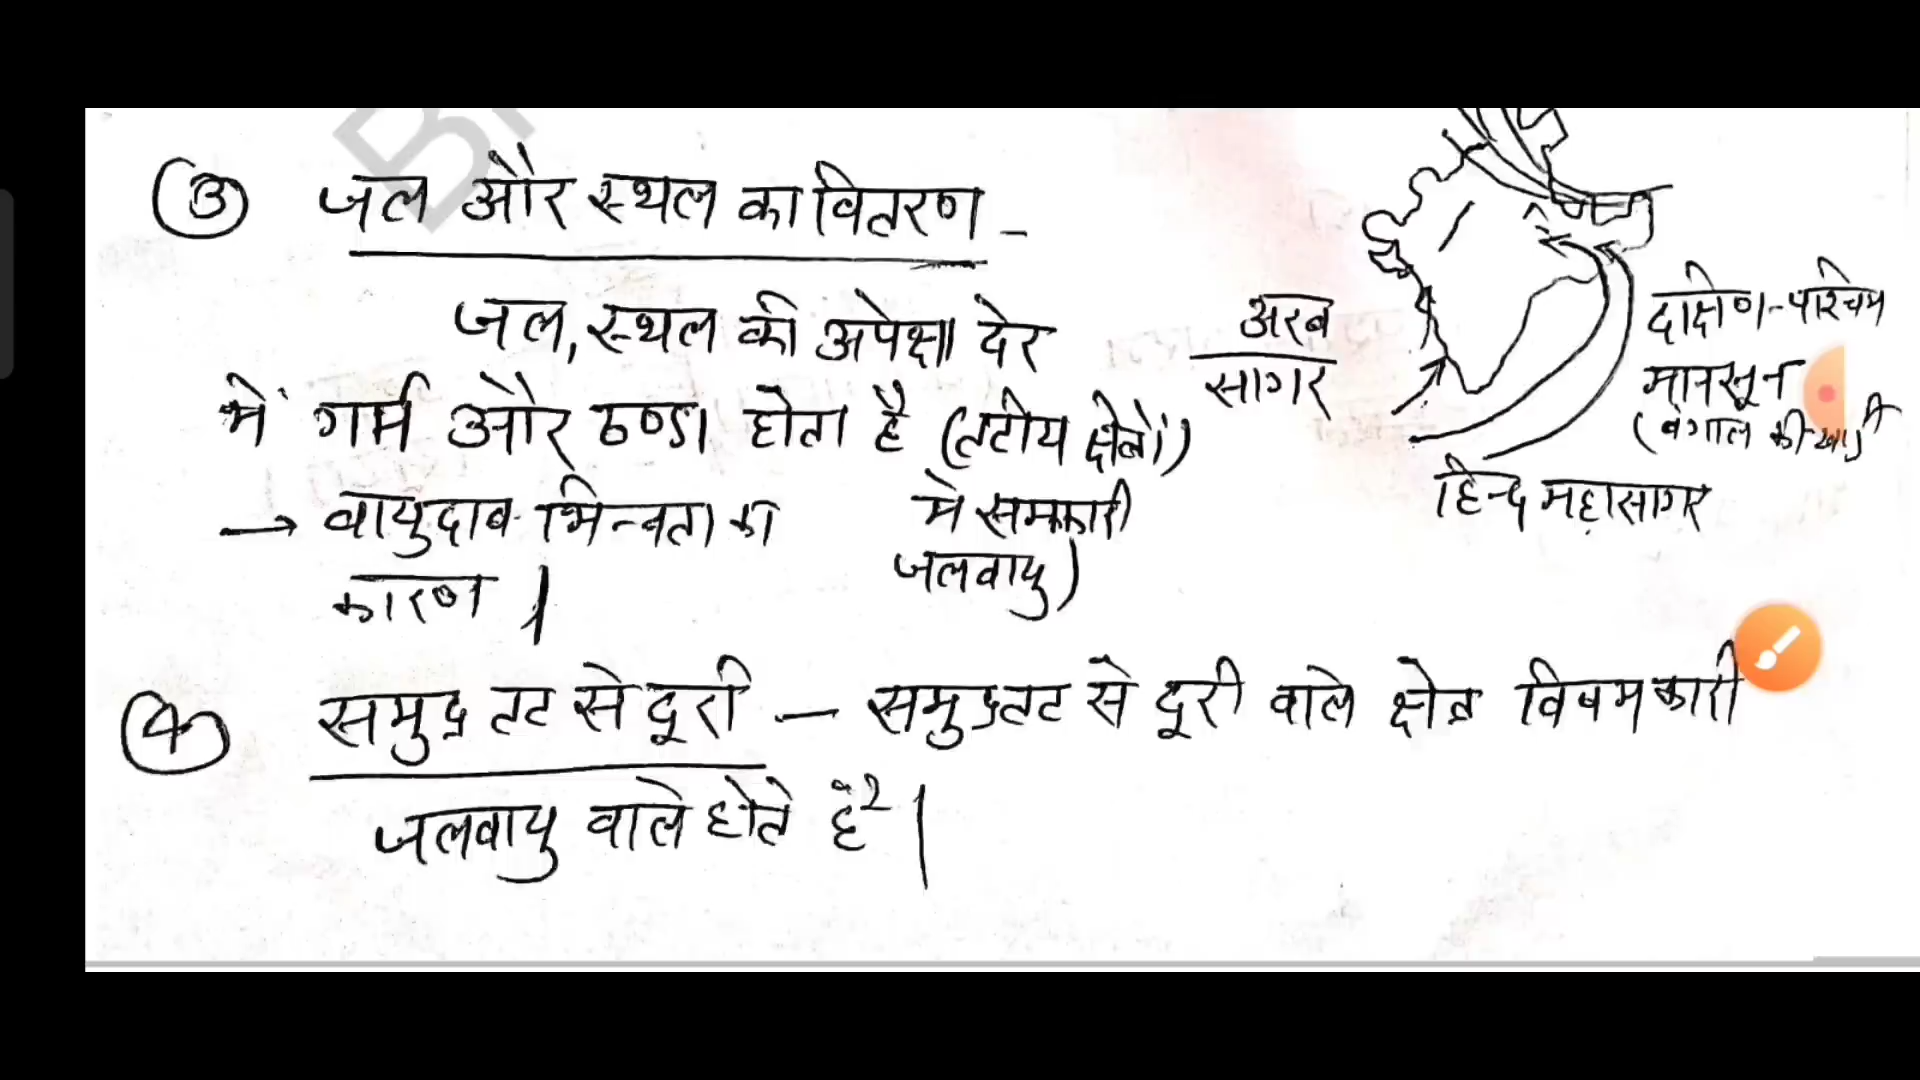 ③ जल और स्थल का वितरण -
जल, स्थल की अपेक्षा देर
में गर्म और ठण्डा होता है (तटीय क्षेत्रों)
→ वायुदाब भिन्नता का
कारण |
मे समकारी
जलवायु)
अरब
सागर
दक्षिण-पश्चिम
मानसून
(बंगाल की खाड़ी
हिन्द महासागर
④ समुद्र तट से दूरी - समुद्रतट से दूरी वाले क्षेत्र विषमकारी
जलवायु वाले होते हैं |